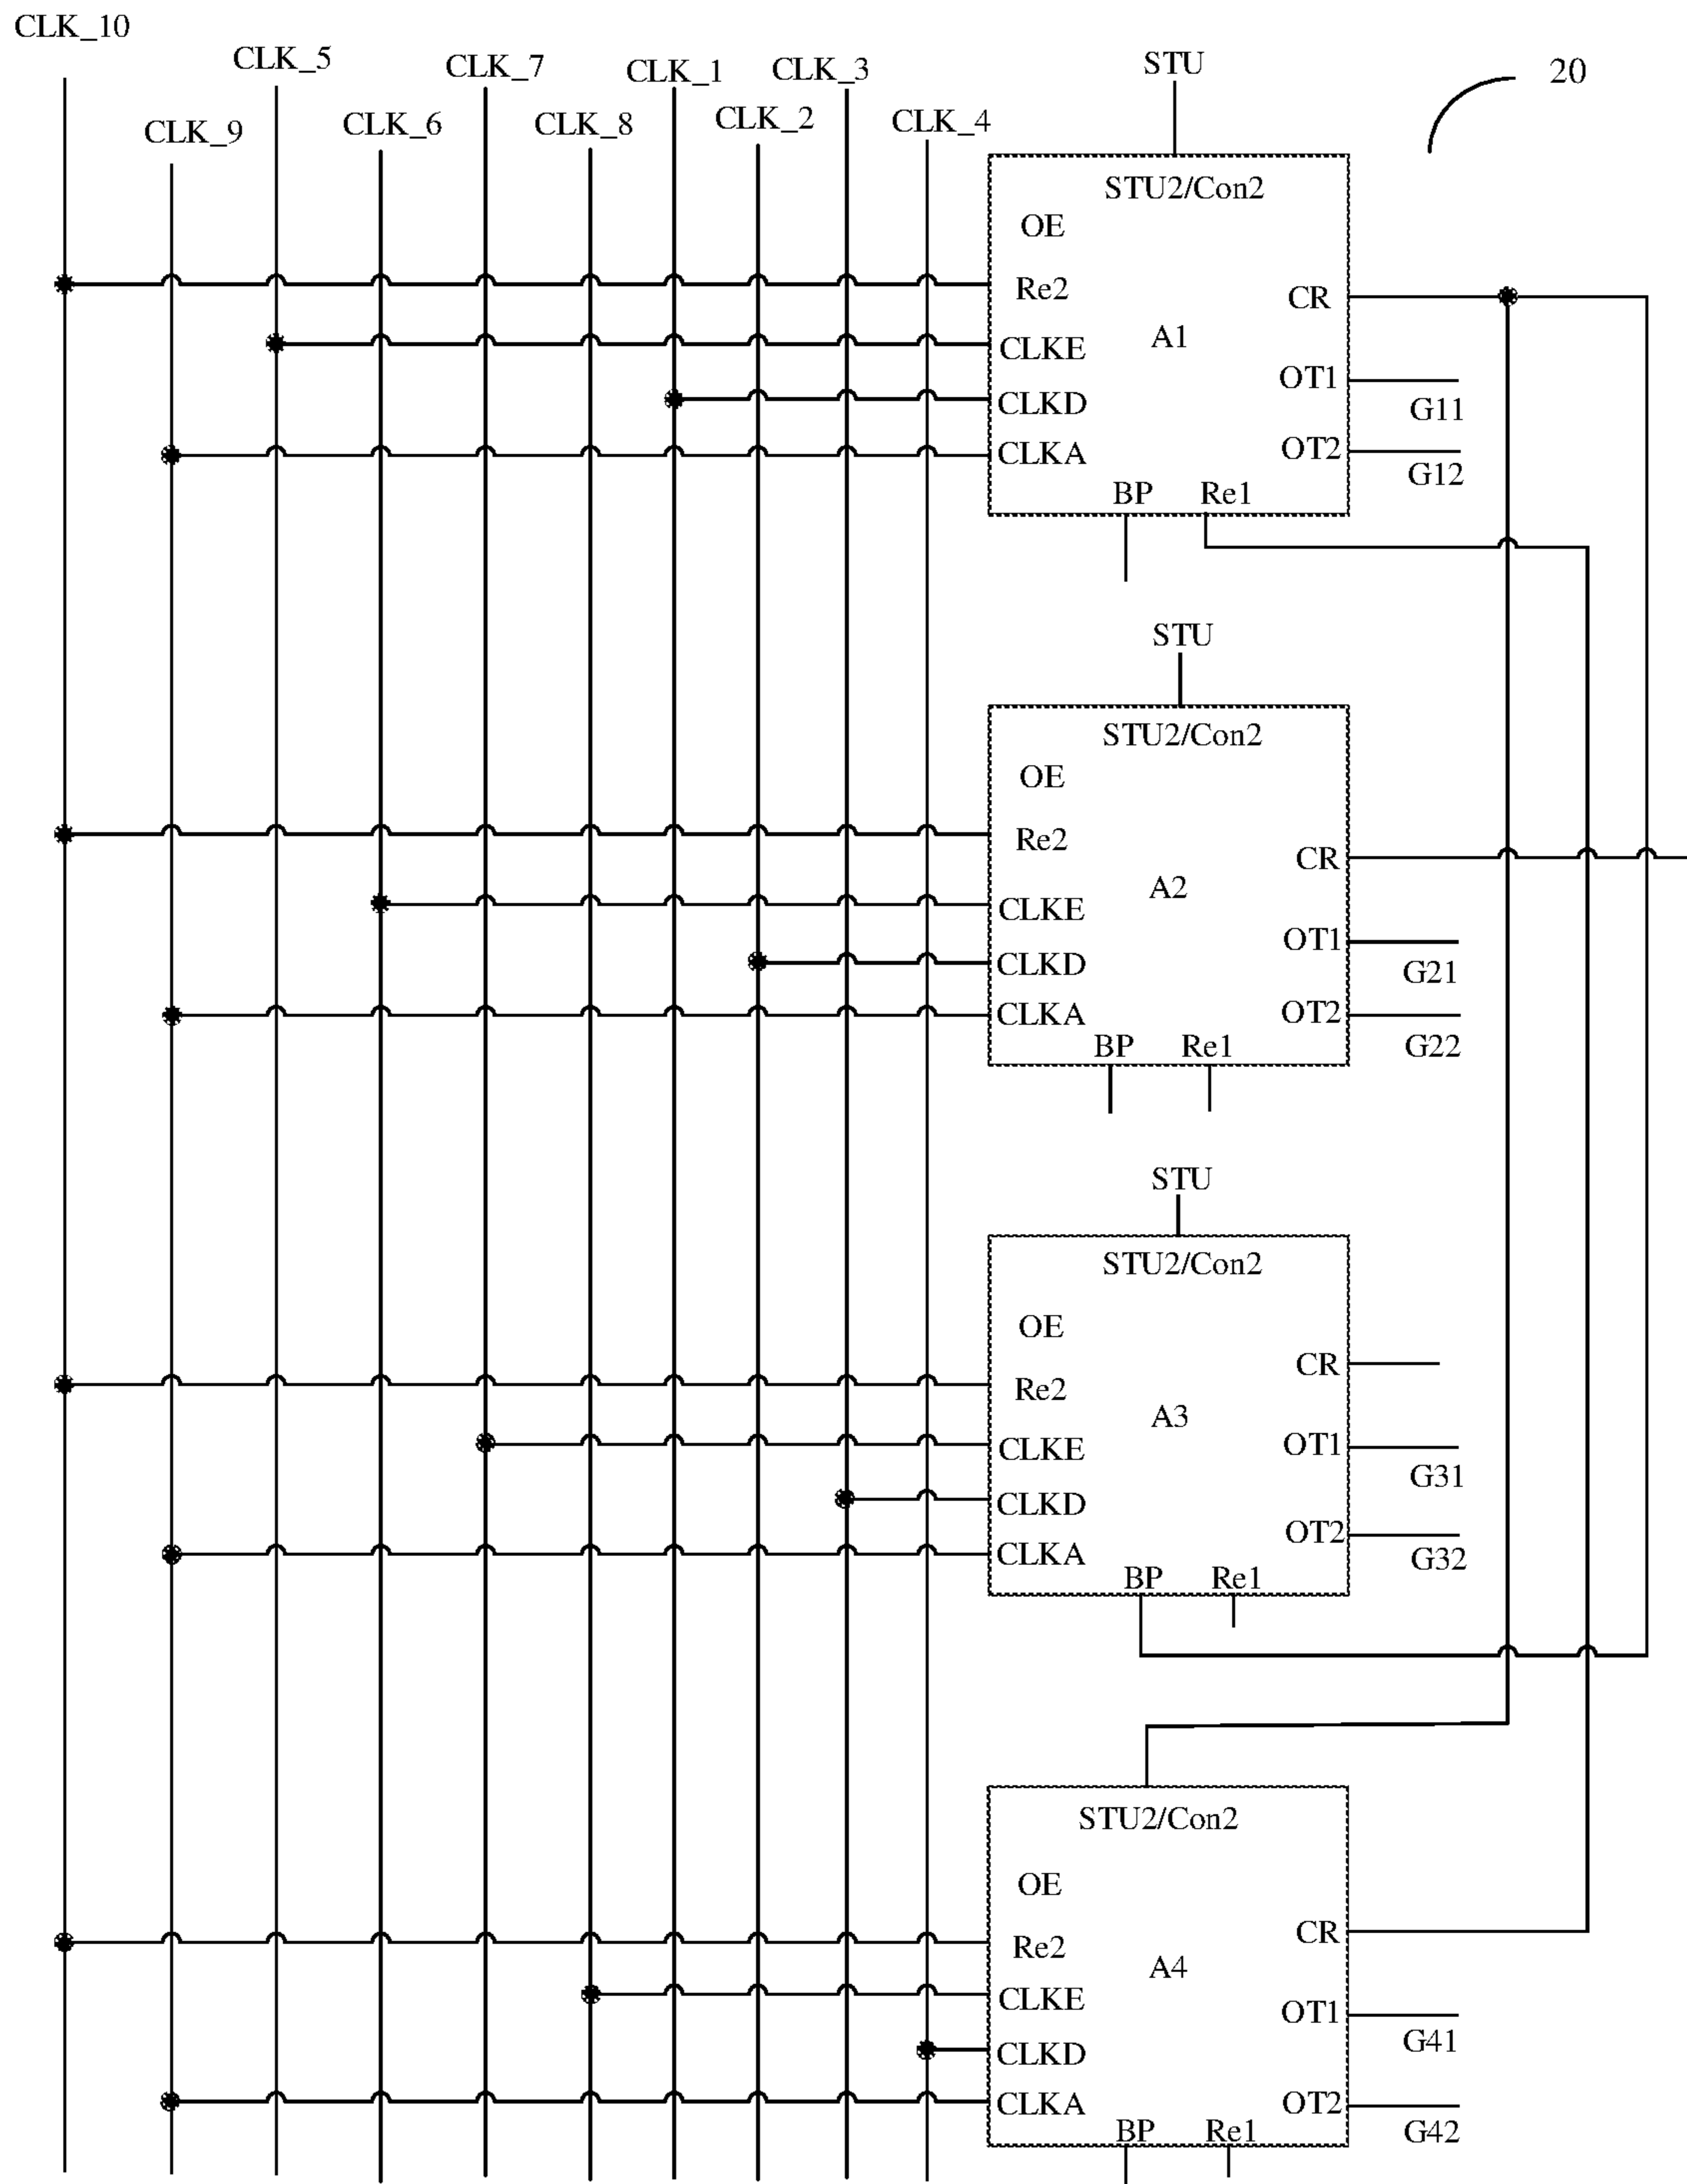 CLK_10
CLK_5
CLK_7
CLK_1
CLK_3
STU
20
CLK_9
CLK_6
CLK_8
CLK_2
CLK_4
STU2/Con2
OE
Re2
CR
A1
CLKE
OT1
CLKD
G11
OT2
CLKA
G12
BP
Re1
STU
STU2/Con2
OE
Re2
CR
A2
CLKE
OT1
CLKD
G21
OT2
CLKA
G22
BP
Re1
STU
STU2/Con2
OE
CR
Re2
A3
OT1
CLKE
G31
CLKD
OT2
CLKA
G32
BP
Re1
STU2/Con2
OE
CR
Re2
A4
CLKE
OT1
G41
CLKD
CLKA
OT2
G42
BP
Re1